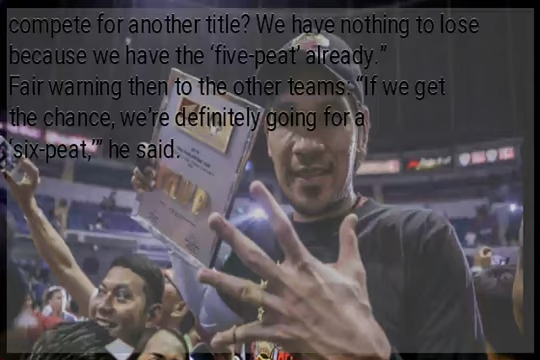 compete for another title? We have nothing to lose
because we have the ‘five-peat’ already.”
Fair warning then to the other teams. “If we get
the chance, we’re definitely going for a
‘six-peat,’” he said.